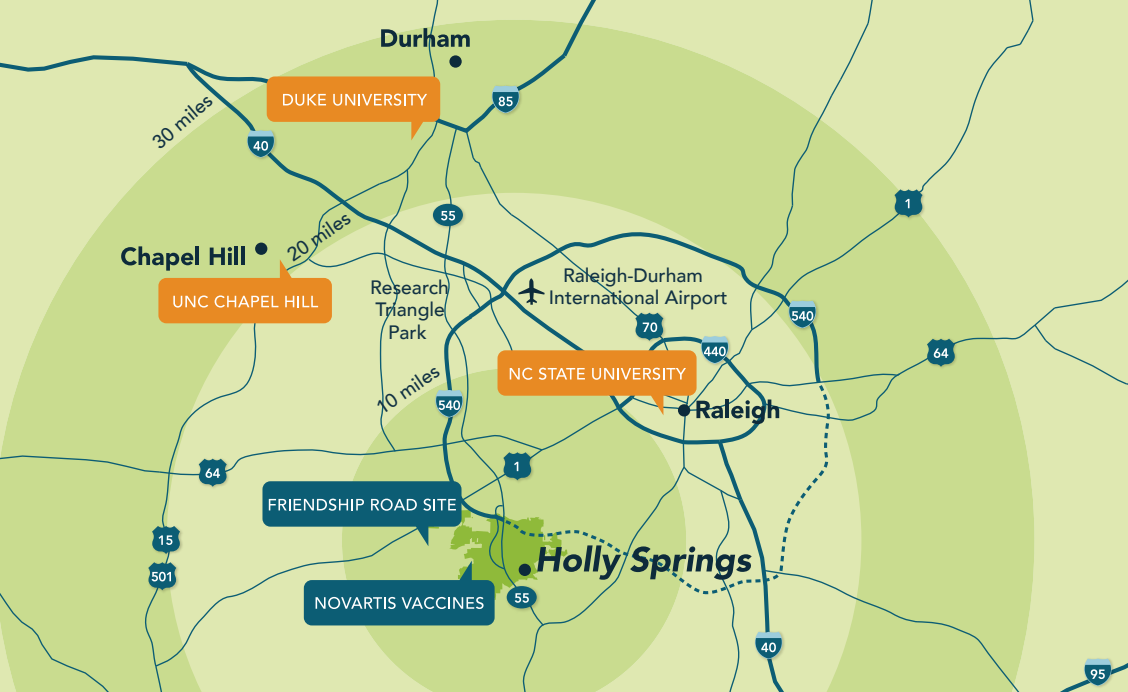 Durham
DUKE UNIVERSITY
85
30 miles
40
1
55
20 miles
Chapel Hill
UNC CHAPEL HILL
Research
Triangle
Park
Raleigh-Durham
International Airport
540
70
440
64
NC STATE UNIVERSITY
10 miles
540
Raleigh
64
1
FRIENDSHIP ROAD SITE
15
501
Holly Springs
NOVARTIS VACCINES
55
40
95